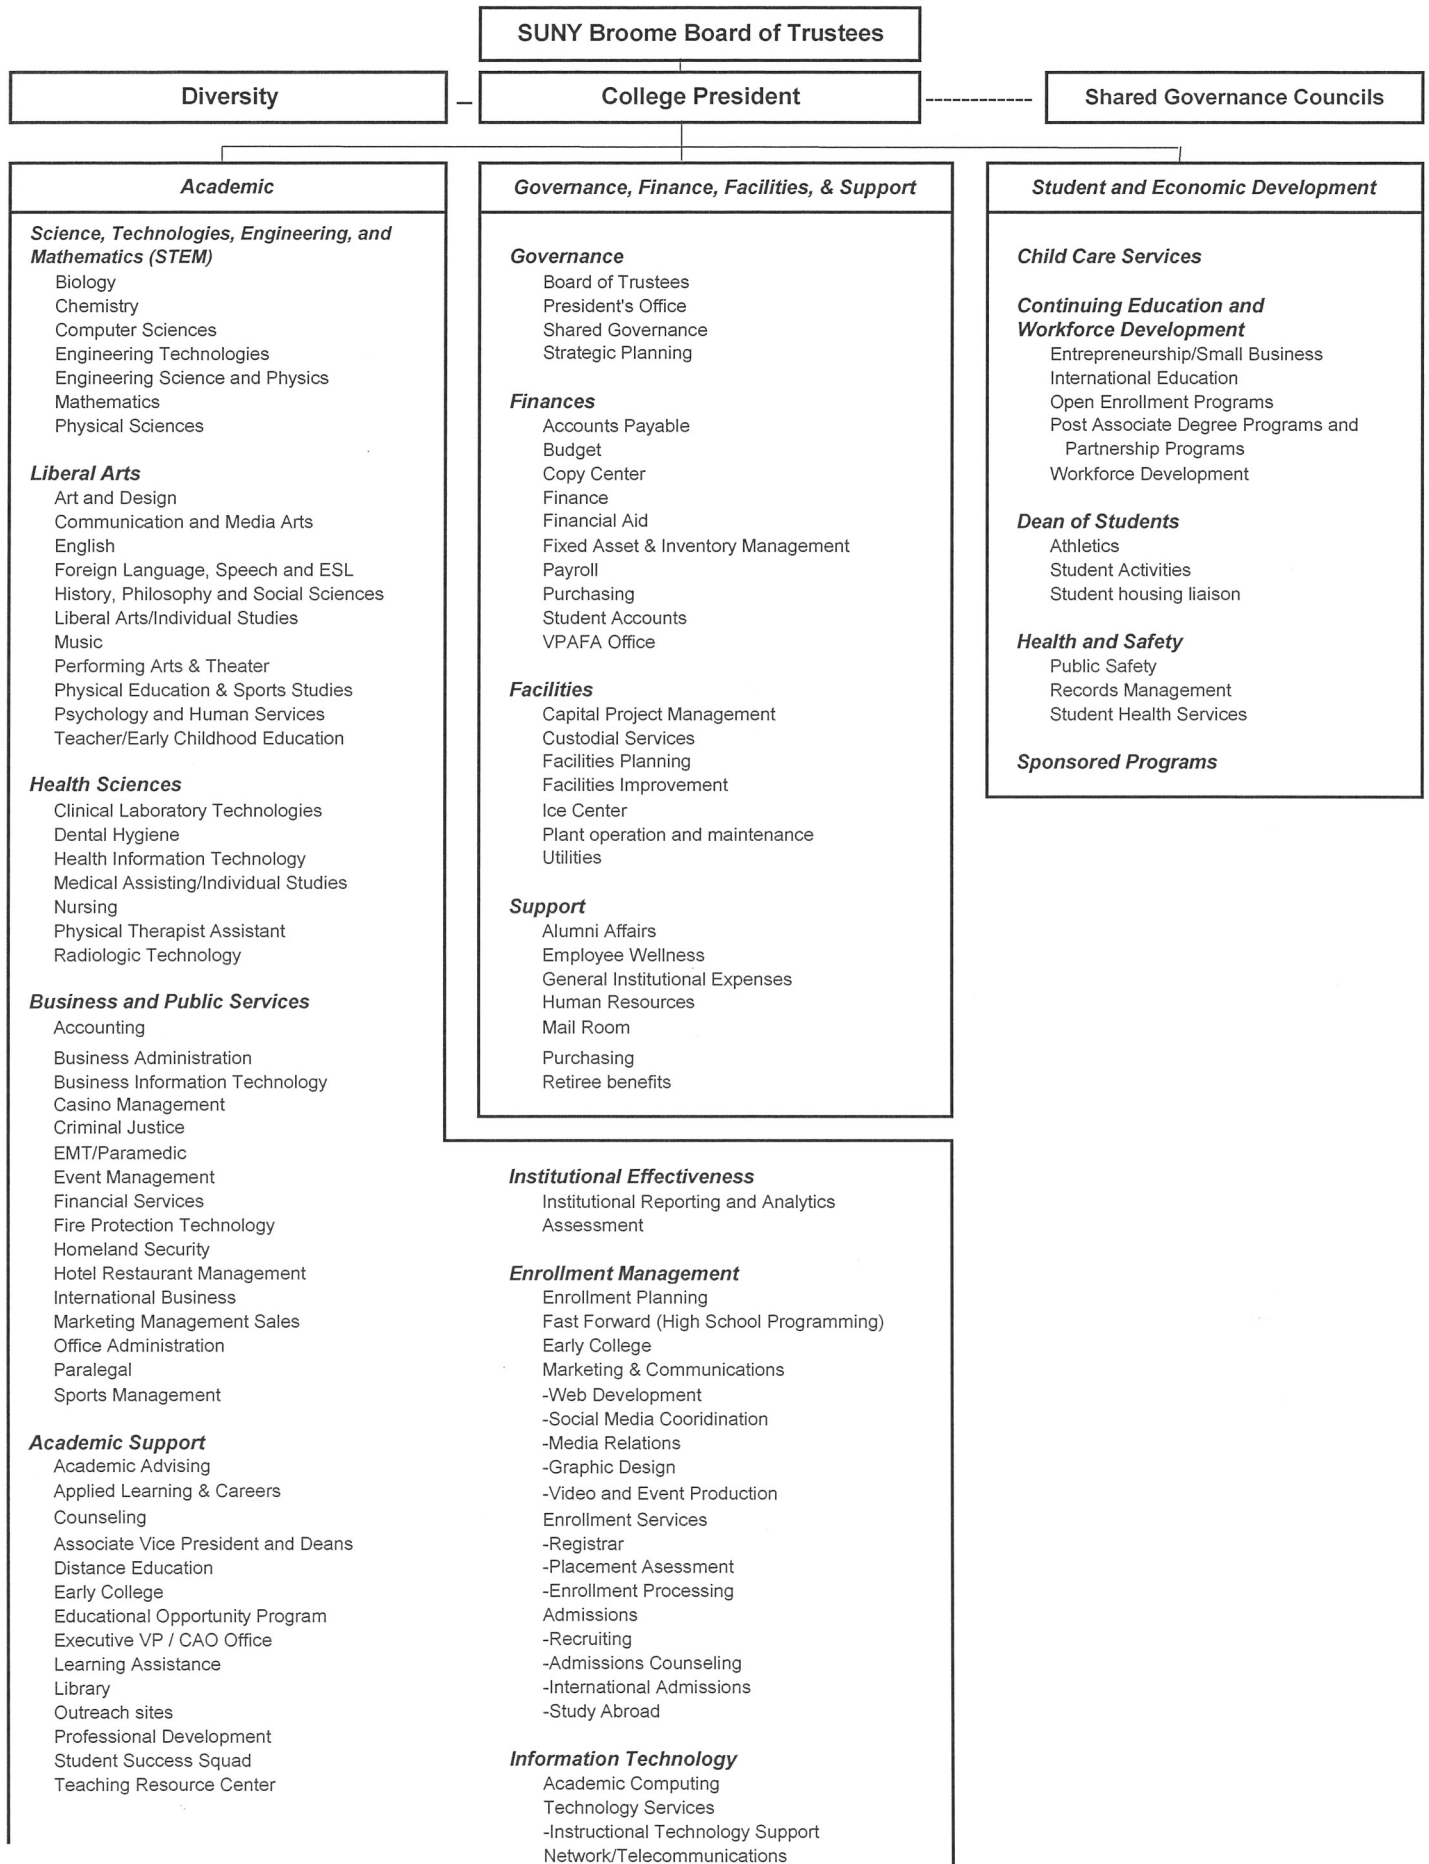 SUNY Broome Board of Trustees
Diversity
College President
Shared Governance Councils
Academic
Science, Technologies, Engineering, and
Mathematics (STEM)
Biology
Chemistry
Computer Sciences
Engineering Technologies
Engineering Science and Physics
Mathematics
Physical Sciences
Liberal Arts
Art and Design
Communication and Media Arts
English
Foreign Language, Speech and ESL
History, Philosophy and Social Sciences
Liberal Arts/Individual Studies
Music
Performing Arts & Theater
Physical Education & Sports Studies
Psychology and Human Services
Teacher/Early Childhood Education
Health Sciences
Clinical Laboratory Technologies
Dental Hygiene
Health Information Technology
Medical Assisting/Individual Studies
Nursing
Physical Therapist Assistant
Radiologic Technology
Business and Public Services
Accounting
Business Administration
Business Information Technology
Casino Management
Criminal Justice
EMT/Paramedic
Event Management
Financial Services
Fire Protection Technology
Homeland Security
Hotel Restaurant Management
International Business
Marketing Management Sales
Office Administration
Paralegal
Sports Management
Academic Support
Academic Advising
Applied Learning & Careers
Counseling
Associate Vice President and Deans
Distance Education
Early College
Educational Opportunity Program
Executive VP / CAO Office
Learning Assistance
Library
Outreach sites
Professional Development
Student Success Squad
Teaching Resource Center
Governance, Finance, Facilities, & Support
Governance
Board of Trustees
President's Office
Shared Governance
Strategic Planning
Finances
Accounts Payable
Budget
Copy Center
Finance
Financial Aid
Fixed Asset & Inventory Management
Payroll
Purchasing
Student Accounts
VPAFA Office
Facilities
Capital Project Management
Custodial Services
Facilities Planning
Facilities Improvement
Ice Center
Plant operation and maintenance
Utilities
Support
Alumni Affairs
Employee Wellness
General Institutional Expenses
Human Resources
Mail Room
Purchasing
Retiree benefits
Institutional Effectiveness
Institutional Reporting and Analytics
Assessment
Enrollment Management
Enrollment Planning
Fast Forward (High School Programming)
Early College
Marketing & Communications
-Web Development
-Social Media Cooridination
-Media Relations
-Graphic Design
-Video and Event Production
Enrollment Services
-Registrar
-Placement Asessment
-Enrollment Processing
Admissions
-Recruiting
-Admissions Counseling
-International Admissions
-Study Abroad
Information Technology
Academic Computing
Technology Services
-Instructional Technology Support
Network/Telecommunications
Student and Economic Development
Child Care Services
Continuing Education and
Workforce Development
Entrepreneurship/Small Business
International Education
Open Enrollment Programs
Post Associate Degree Programs and
Partnership Programs
Workforce Development
Dean of Students
Athletics
Student Activities
Student housing liaison
Health and Safety
Public Safety
Records Management
Student Health Services
Sponsored Programs